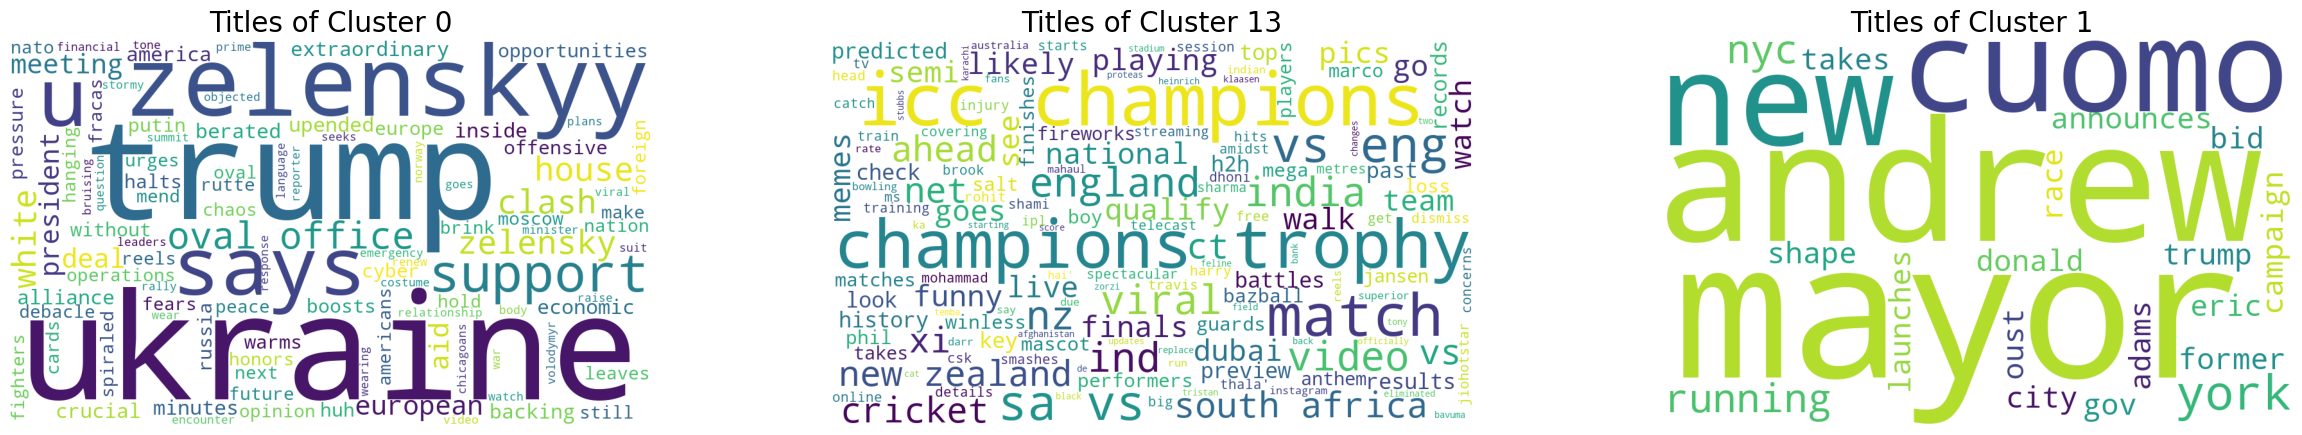 Titles of Cluster 0
nato financial tone prime extraordinary opportunities
meeting america zelenskyy
stormy objected
u trump plans
pressure fracas putin berated upended europe inside
summit seeks offensive
president hanging urges oval language reporter norway house foreign
bruising question halts rutte goes clash viral
white mend chaos moscow make
without oval office brink minister nation
leaders zelensky suit
deal reels says emergency renew
operations rally response cyber support
alliance fears costume
debacle wear peace boosts hold body economic raise
relationship
fighters cards spiraled russia warms americans aid chicagoans war volodymyr
honors
ukraine
next wearing leaves
future watch
crucial minutes opinion huh european backing still
encounter video
Titles of Cluster 13
predicted australia starts stadium session top pics
tv karachi likely playing indian marco go records
head semi fans proteas heinrich klaasen players
catch stubbs icc champions
injury two
train covering see finishes fireworks streaming hits changes vs eng watch
rate ahead national amidst
memes check brook mahaul h2h dhoni mega metres past
bowling net salt england sharma india loss
ms training rohit shami qualify team
goes ipl boy free get dismiss
ka starting score telecast walk
champions ct trophy
bank
hai' feline concerns
matches mohammad spectacular harry battles jansen
look funny live zorzi travis viral bazball reels superior
history temba due say field match
winless nz finals guards tony
phil afghanistan key mascot back officially
takes xi darr updates replace dubai video vs
csk smashes ind run preview
new zealand cat de performers thala' anthem results jiohotstar
online details black tristan instagram eliminated
cricket sa vs big south africa bavuma
Titles of Cluster 1
nyc takes cuomo
new announces bid
andrew race campaign
shape donald trump
launches mayor eric
oust adams former
running city gov york